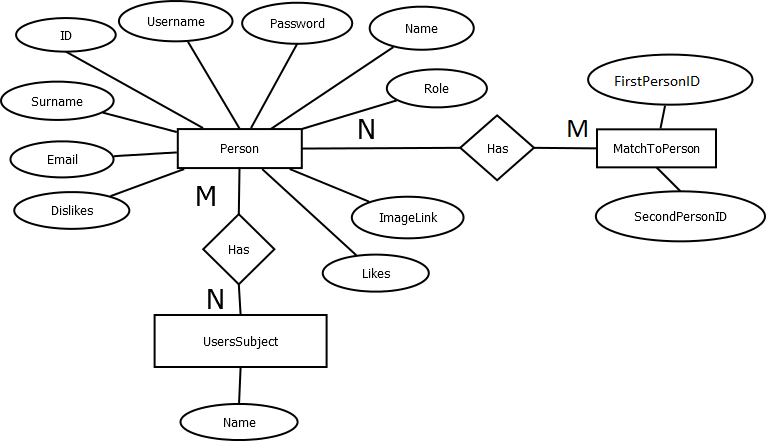 Username
Password
Name
ID
FirstPersonID
Role
Surname
N
M
Person
Has
MatchToPerson
Email
M
Dislikes
ImageLink
SecondPersonID
Has
Likes
N
UsersSubject
Name